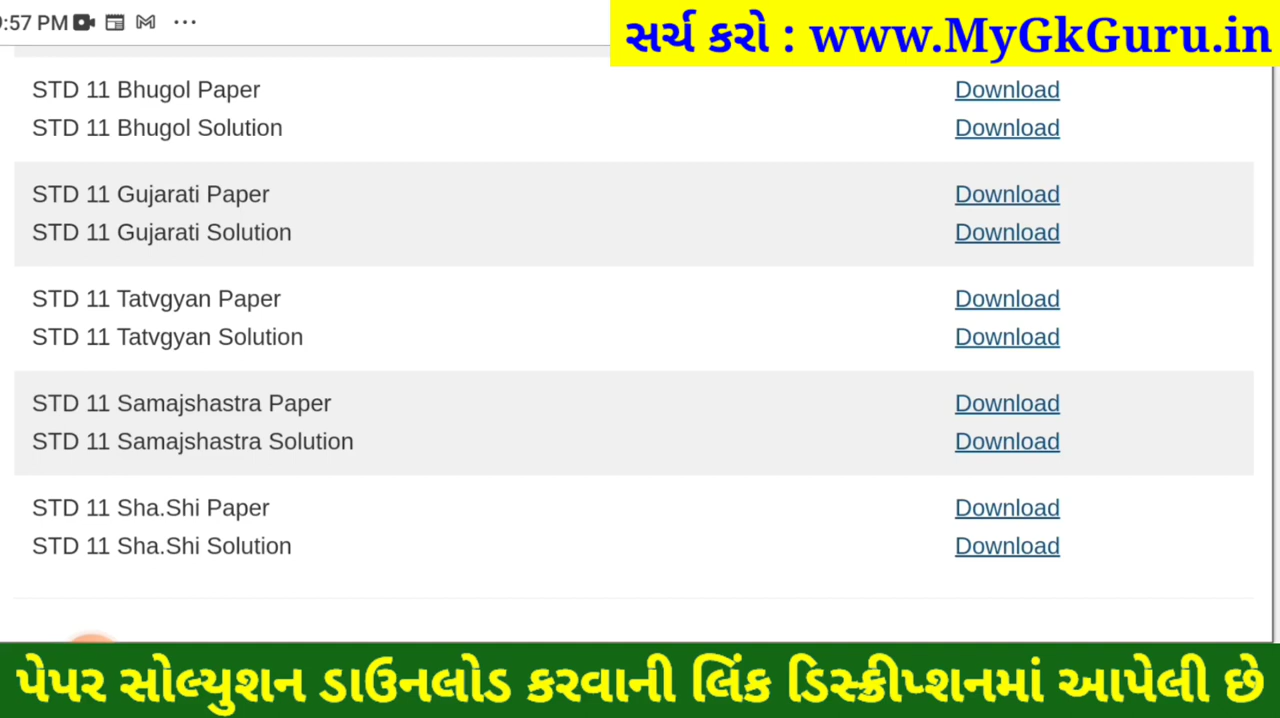 :57 PM
સર્ચ કરો : www.MyGkGuru.in
STD 11 Bhugol Paper Download
STD 11 Bhugol Solution Download
STD 11 Gujarati Paper Download
STD 11 Gujarati Solution Download
STD 11 Tatvgyan Paper Download
STD 11 Tatvgyan Solution Download
STD 11 Samajshastra Paper Download
STD 11 Samajshastra Solution Download
STD 11 Sha.Shi Paper Download
STD 11 Sha.Shi Solution Download
પેપર સોલ્યુશન ડાઉનલોડ કરવાની લિંક ડિસ્ક્રીપ્શનમાં આપેલી છે